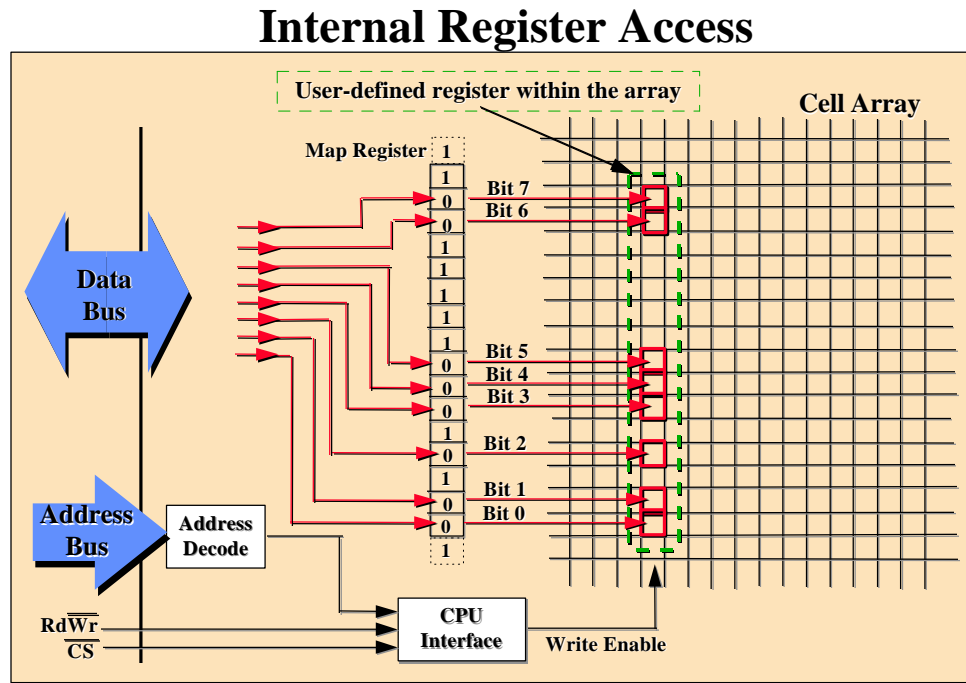 Internal Register Access
User-defined register within the array
Cell Array
Map Register
1
1
0
0
1
1
1
1
1
0
0
0
1
0
1
0
0
1
Bit 7
Bit 6
Bit 5
Bit 4
Bit 3
Bit 2
Bit 1
Bit 0
Data
Bus
Address
Bus
Address
Decode
CPU
Interface
RdW̅r̅
C̅S̅
Write Enable